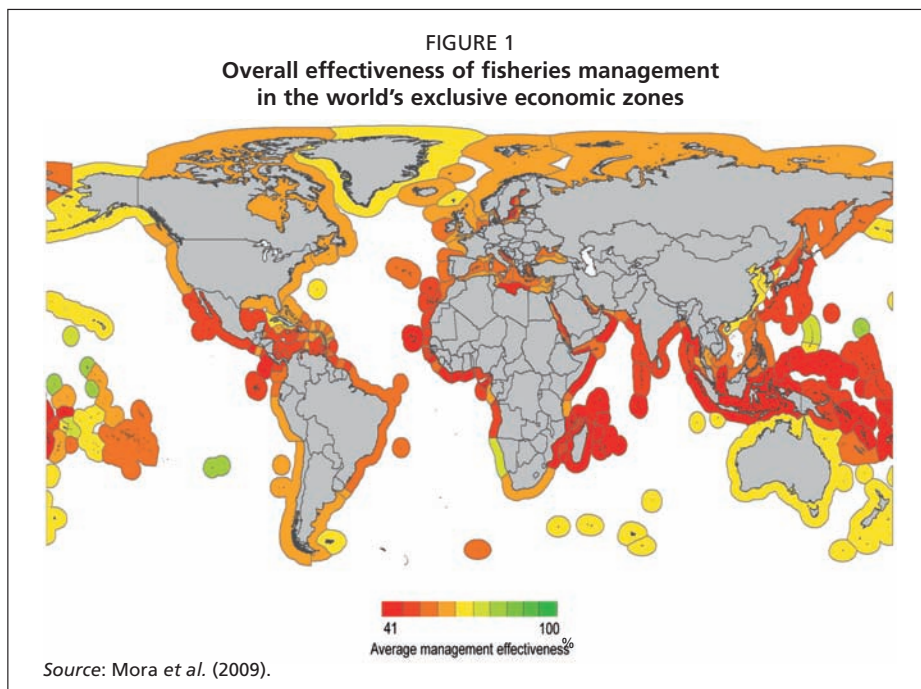 FIGURE 1
Overall effectiveness of fisheries management
in the world's exclusive economic zones
41
100
Average management effectiveness%
Source: Mora et al. (2009).